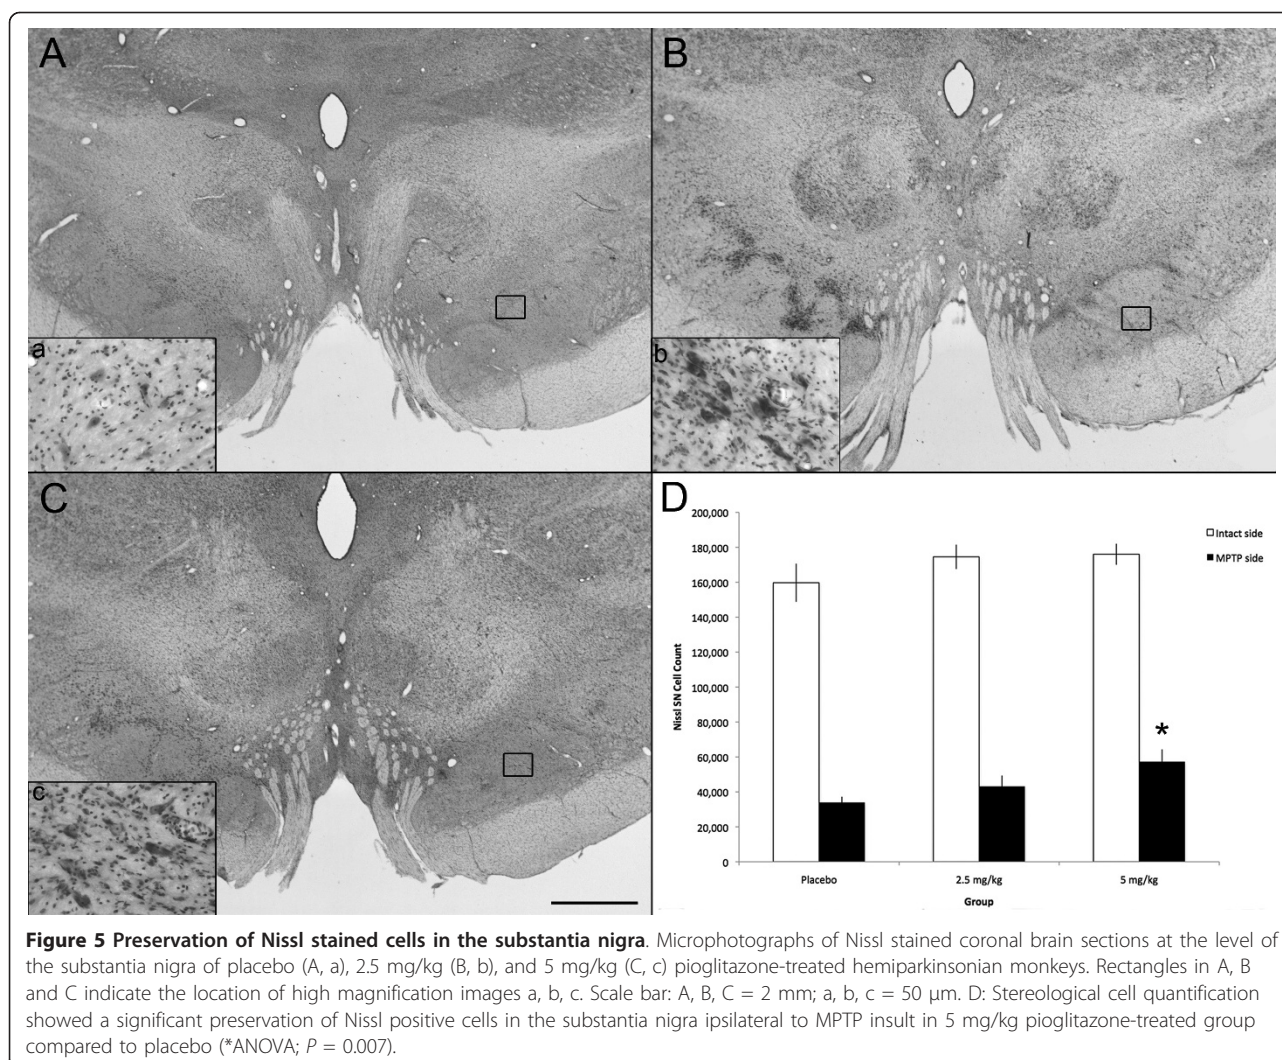 A
B
a
b
C
D
200,000
180,000
160,000
140,000
120,000
100,000
80,000
60,000
40,000
20,000
0
Nissl SN Cell Count
Intact side
MPTP side
*
Placebo
2.5 mg/kg
5 mg/kg
Group
c
Figure 5 Preservation of Nissl stained cells in the substantia nigra. Microphotographs of Nissl stained coronal brain sections at the level of
the substantia nigra of placebo (A, a), 2.5 mg/kg (B, b), and 5 mg/kg (C, c) pioglitazone-treated hemiparkinsonian monkeys. Rectangles in A, B
and C indicate the location of high magnification images a, b, c. Scale bar: A, B, C = 2 mm; a, b, c = 50 μm. D: Stereological cell quantification
showed a significant preservation of Nissl positive cells in the substantia nigra ipsilateral to MPTP insult in 5 mg/kg pioglitazone-treated group
compared to placebo (*ANOVA; P = 0.007).